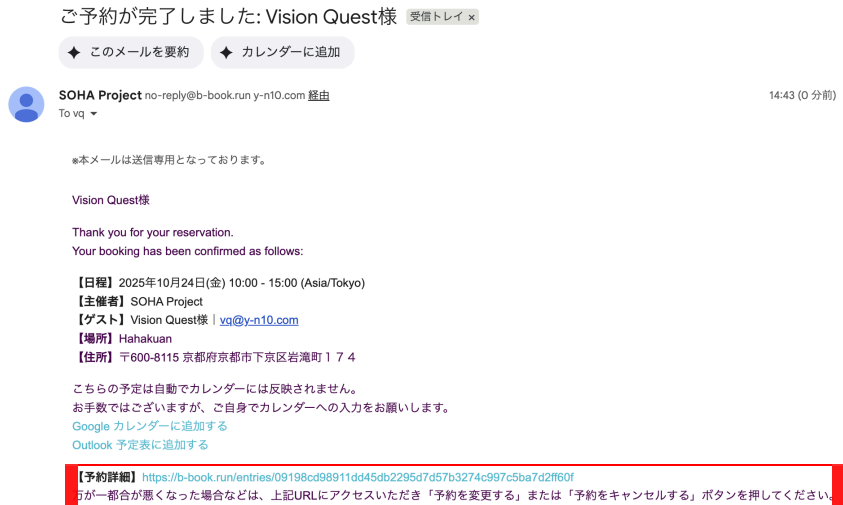 ご予約が完了しました: Vision Quest様 受信トレイ ×
このメールを要約 カレンダーに追加
SOHA Project no-reply@b-book.run y-n10.com 経由 14:43 (0 分前)
To vq
※本メールは送信専用となっております。
Vision Quest様
Thank you for your reservation.
Your booking has been confirmed as follows:
【日程】2025年10月24日(金) 10:00 - 15:00 (Asia/Tokyo)
【主催者】SOHA Project
【ゲスト】Vision Quest様｜vq@y-n10.com
【場所】Hahakuan
【住所】〒600-8115 京都府京都市下京区岩滝町１７４
こちらの予定は自動でカレンダーには反映されません。
お手数ではございますが、ご自身でカレンダーへの入力をお願いします。
Google カレンダーに追加する
Outlook 予定表に追加する
【予約詳細】https://b-book.run/entries/09198cd98911dd45db2295d7d57b3274c997c5ba7d2ff60f
万が一都合が悪くなった場合などは、上記URLにアクセスいただき「予約を変更する」または「予約をキャンセルする」ボタンを押してください。